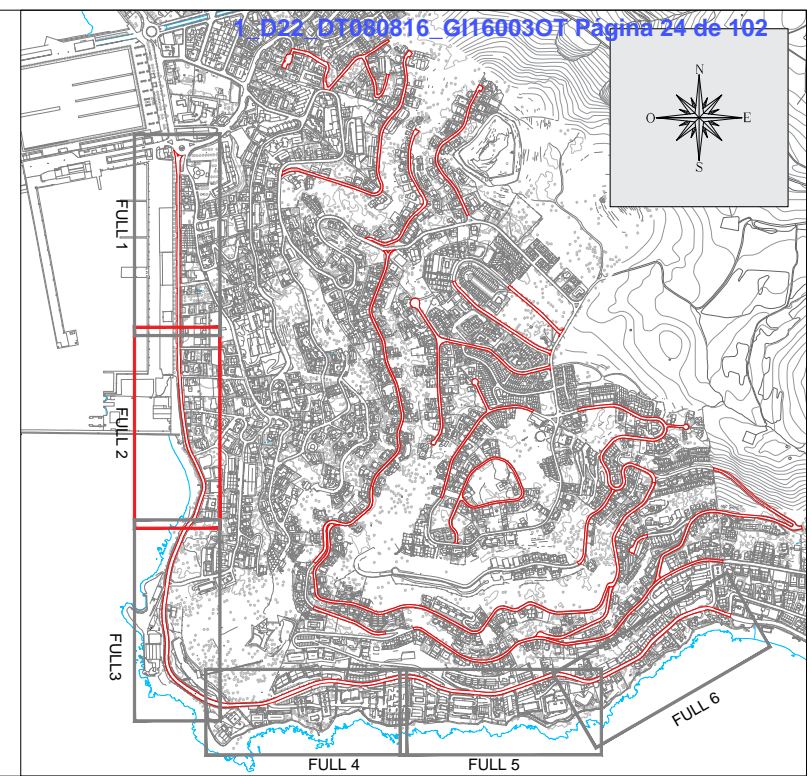 1_D22_DT080816_GI16003OT Página 24 de 102
N
O
E
S
FULL 1
FULL 2
FULL3
FULL 4
FULL 5
FULL 6